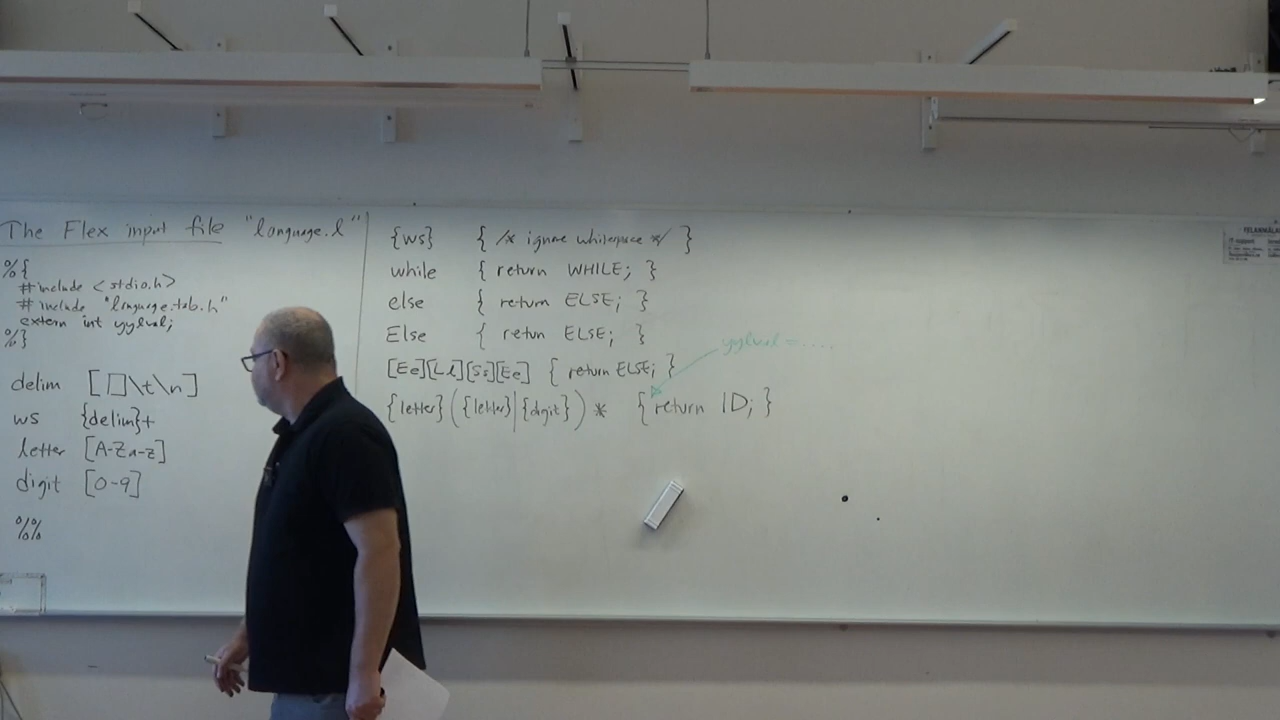 The Flex input file "language.l"
%{
#include <stdio.h>
#include "language.tab.h"
extern int yylval;
%}
delim [[]\t\n]
ws {delim}+
letter [A-Za-z]
digit [0-9]
%%
{ws} { /* ignore whitespace */ }
while { return WHILE; }
else { return ELSE; }
Else { return ELSE; }
[Ee][Ll][Ss][Ee] { return ELSE; }
yylval = ....
{letter}({letter}|{digit})* { return ID; }